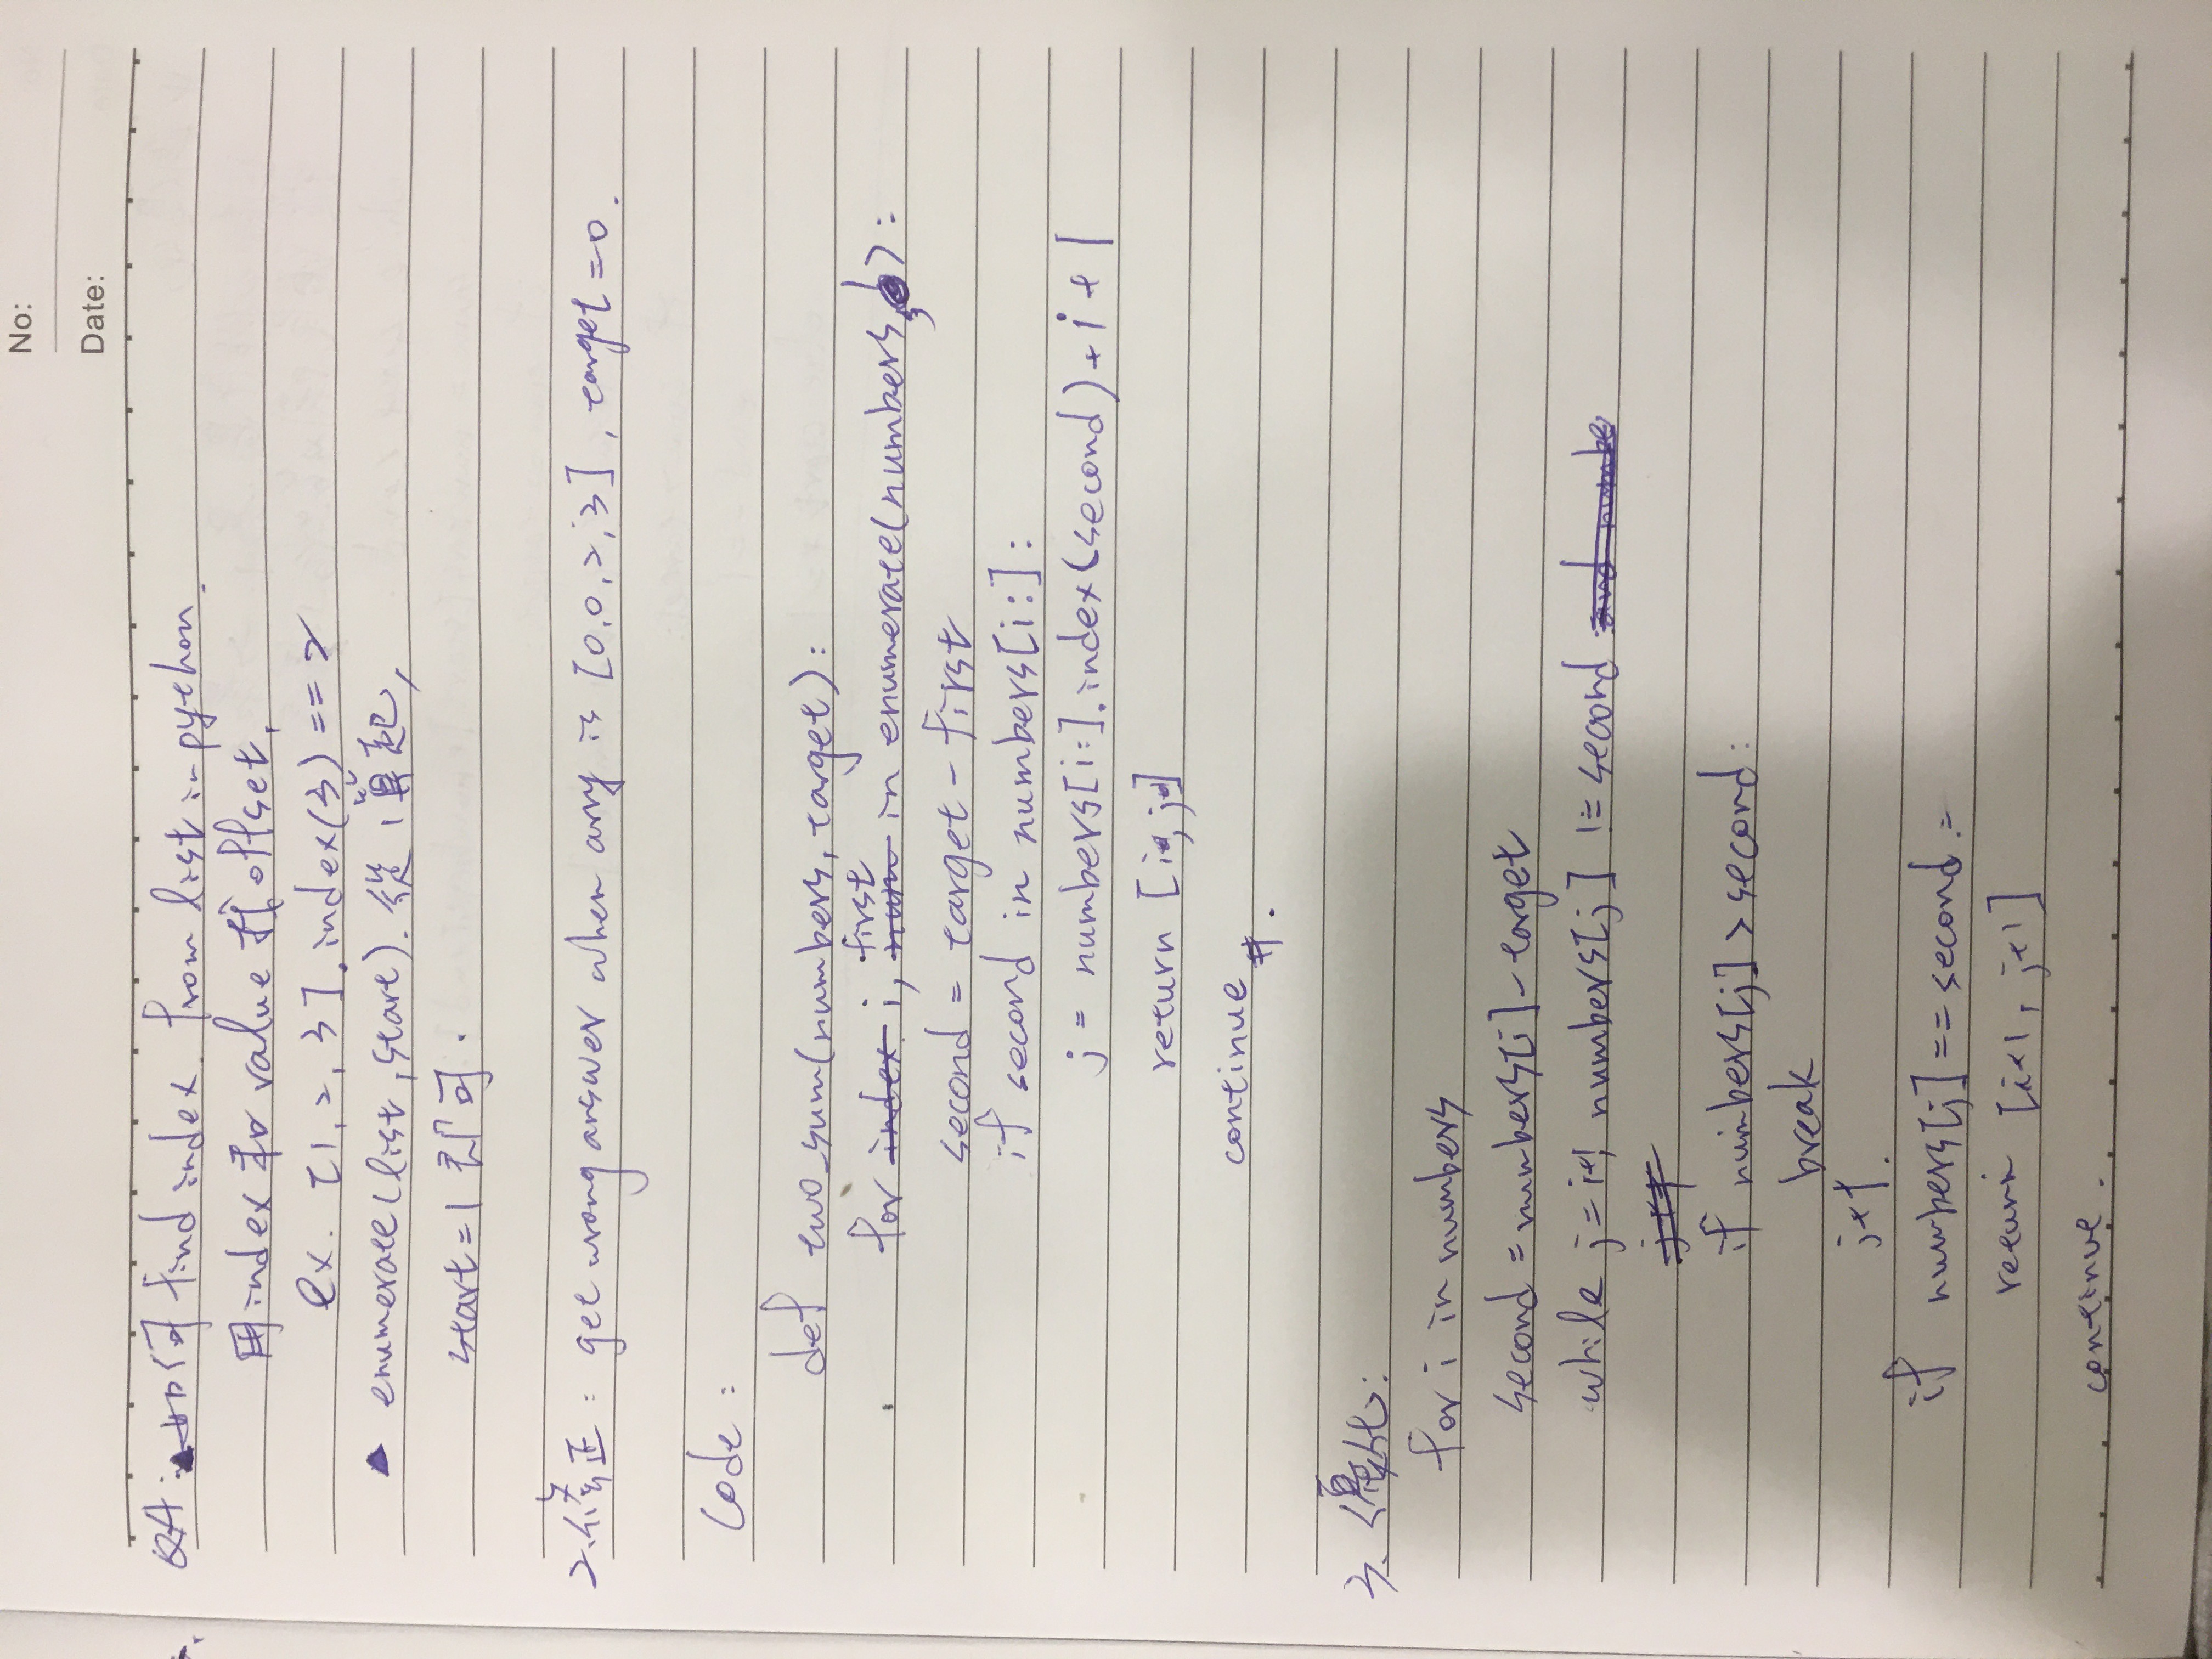 No:
Date:
QA: ▲如何 find index from list in python.
用 index 和 value 找 offset,
ex. [1, 2, 3].index(3) == 2
▲ enumerate(list, start). 從 1 算起,
start=1 即可.
2.修正: get wrong answer when arry is [0,0,2,3], target=0.
Code:
def two_sum(numbers, target):
for index i, first num in enumerate(numbers, 1):
second = target - first
if second in numbers[i:]:
j = numbers[i:].index(second) + i + 1
return [i, j]
continue #.
3. 優化:
for i in numbers
second = numbers[i] - target
while j = i+1, numbers[j] != second and numbe
j+1
if numbers[j] > second:
break
j+1.
if numbers[j] == second:
return [i+1, j+1]
continue.